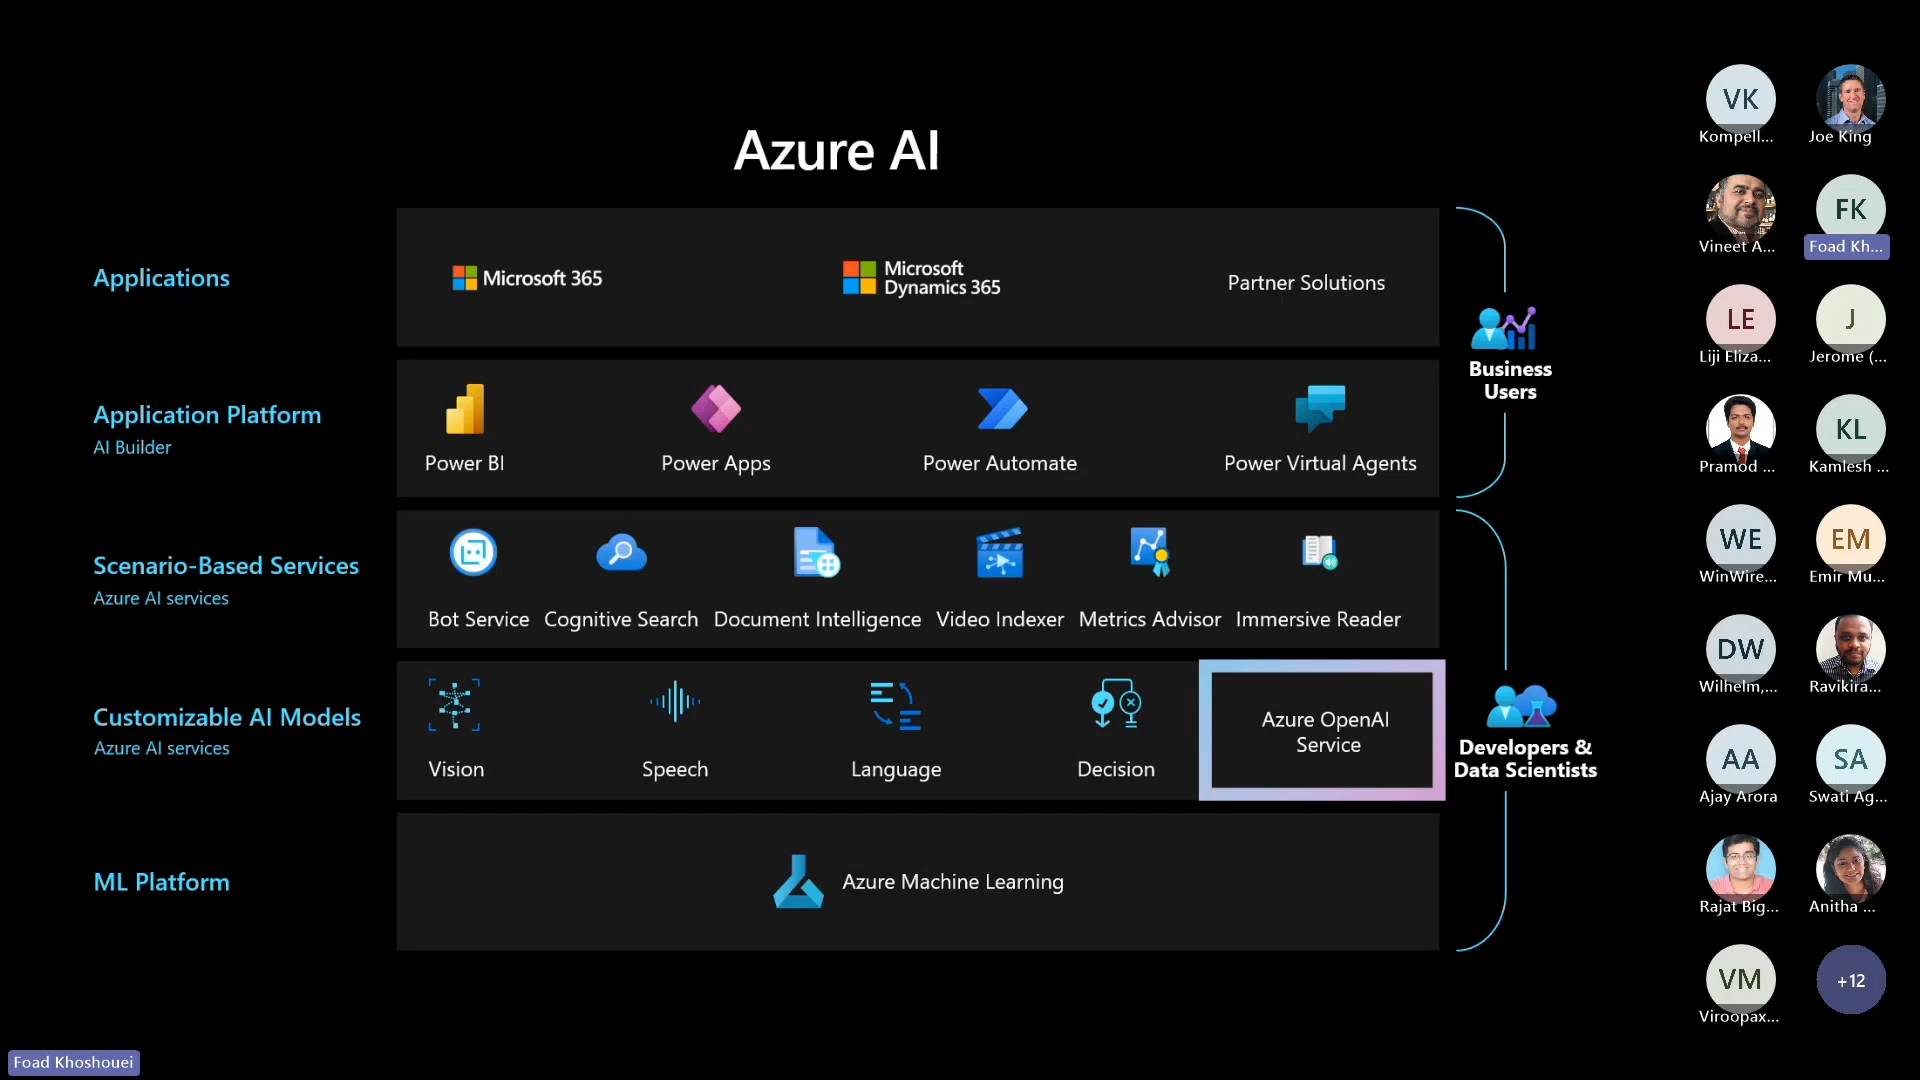 Azure AI
Applications
Microsoft 365
Microsoft
Dynamics 365
Partner Solutions
Application Platform
AI Builder
Power BI
Power Apps
Power Automate
Power Virtual Agents
Business
Users
Scenario-Based Services
Azure AI services
Bot Service
Cognitive Search
Document Intelligence
Video Indexer
Metrics Advisor
Immersive Reader
Customizable AI Models
Azure AI services
Vision
Speech
Language
Decision
Azure OpenAI
Service
Developers &
Data Scientists
ML Platform
Azure Machine Learning
VK
Kompell...
Joe King
Vineet A...
FK
Foad Kh...
LE
Liji Eliza...
J
Jerome (...
Pramod ...
KL
Kamlesh ...
WE
WinWire...
EM
Emir Mu...
DW
Wilhelm,...
Ravikira...
AA
Ajay Arora
SA
Swati Ag...
Rajat Big...
Anitha ...
VM
Viroopax...
+12
Foad Khoshouei